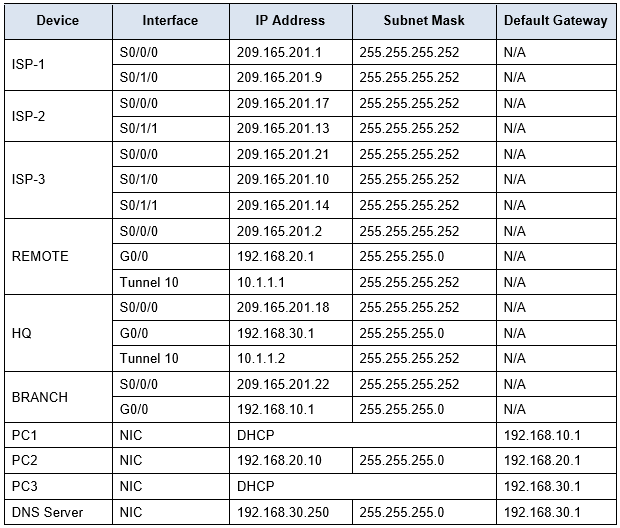 Device Interface IP Address Subnet Mask Default Gateway
ISP-1 S0/0/0 209.165.201.1 255.255.255.252 N/A
S0/1/0 209.165.201.9 255.255.255.252 N/A
ISP-2 S0/0/0 209.165.201.17 255.255.255.252 N/A
S0/1/1 209.165.201.13 255.255.255.252 N/A
ISP-3 S0/0/0 209.165.201.21 255.255.255.252 N/A
S0/1/0 209.165.201.10 255.255.255.252 N/A
S0/1/1 209.165.201.14 255.255.255.252 N/A
REMOTE S0/0/0 209.165.201.2 255.255.255.252 N/A
G0/0 192.168.20.1 255.255.255.0 N/A
Tunnel 10 10.1.1.1 255.255.255.252 N/A
HQ S0/0/0 209.165.201.18 255.255.255.252 N/A
G0/0 192.168.30.1 255.255.255.0 N/A
Tunnel 10 10.1.1.2 255.255.255.252 N/A
BRANCH S0/0/0 209.165.201.22 255.255.255.252 N/A
G0/0 192.168.10.1 255.255.255.0 N/A
PC1 NIC DHCP 192.168.10.1
PC2 NIC 192.168.20.10 255.255.255.0 192.168.20.1
PC3 NIC DHCP 192.168.30.1
DNS Server NIC 192.168.30.250 255.255.255.0 192.168.30.1